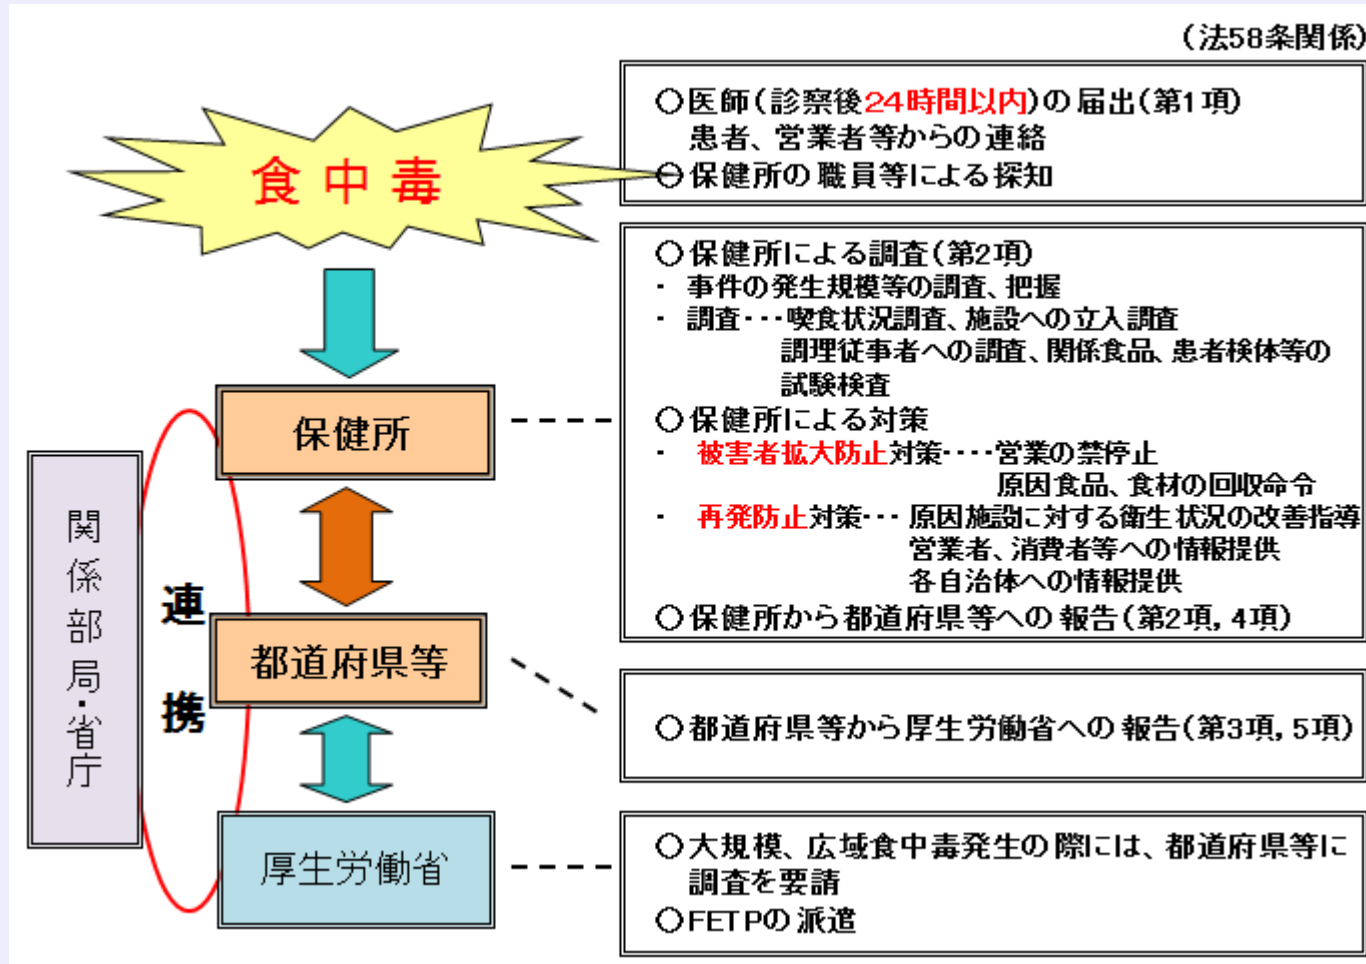 (法58条関係)
食中毒
○医師(診察後24時間以内)の届出(第1項)
患者、営業者等からの連絡
○保健所の職員等による探知
○保健所による調査(第2項)
・ 事件の発生規模等の調査、把握
・ 調査・・・喫食状況調査、施設への立入調査
調理従事者への調査、関係食品、患者検体等の
試験検査
○保健所による対策
・ 被害者拡大防止対策・・・・営業の禁停止
原因食品、食材の回収命令
・ 再発防止対策・・・原因施設に対する衛生状況の改善指導
営業者、消費者等への情報提供
各自治体への情報提供
○保健所から都道府県等への報告(第2項,4項)
保健所
関係部局・省庁
連携
都道府県等
○都道府県等から厚生労働省への報告(第3項,5項)
厚生労働省
○大規模、広域食中毒発生の際には、都道府県等に
調査を要請
○FETPの派遣